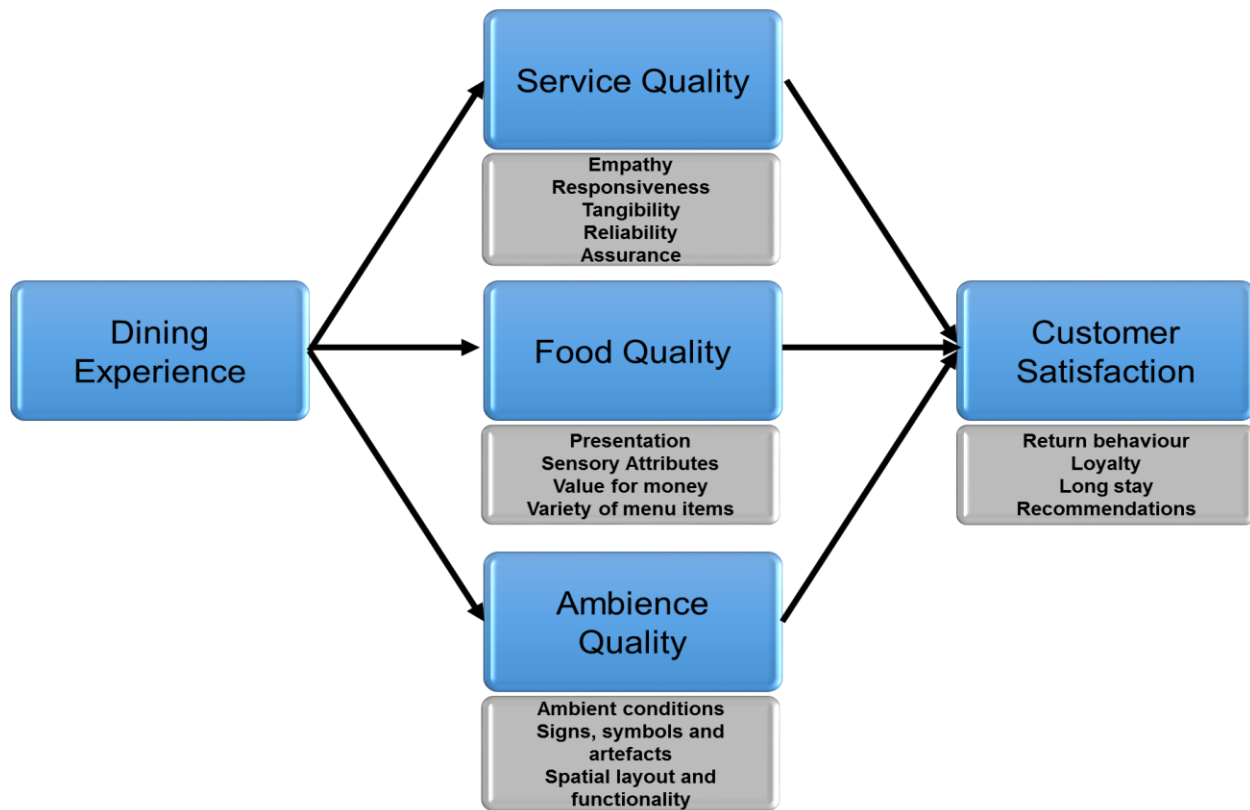 Service Quality
Empathy
Responsiveness
Tangibility
Reliability
Assurance
Dining
Experience
Food Quality
Presentation
Sensory Attributes
Value for money
Variety of menu items
Customer
Satisfaction
Return behaviour
Loyalty
Long stay
Recommendations
Ambience
Quality
Ambient conditions
Signs, symbols and
artefacts
Spatial layout and
functionality